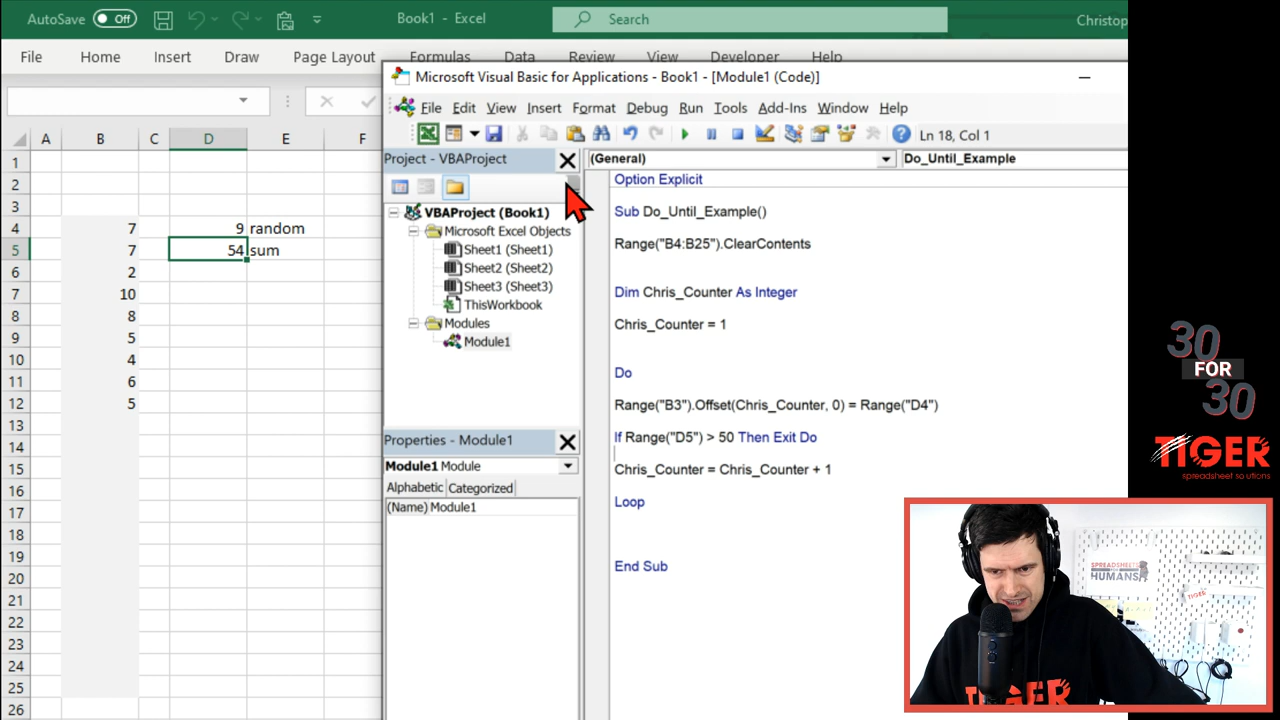 AutoSave Off
Book1 - Excel
Search
Christop
File Home Insert Draw Page Layout Formulas Data Review View Developer Help
Microsoft Visual Basic for Applications - Book1 - [Module1 (Code)]
File Edit View Insert Format Debug Run Tools Add-Ins Window Help
Ln 18, Col 1
Project - VBAProject
(General)
Do_Until_Example
VBAProject (Book1)
Microsoft Excel Objects
Sheet1 (Sheet1)
Sheet2 (Sheet2)
Sheet3 (Sheet3)
ThisWorkbook
Modules
Module1
Properties - Module1
Module1 Module
Alphabetic Categorized
(Name) Module1
Option Explicit
Sub Do_Until_Example()
Range("B4:B25").ClearContents
Dim Chris_Counter As Integer
Chris_Counter = 1
Do
Range("B3").Offset(Chris_Counter, 0) = Range("D4")
If Range("D5") > 50 Then Exit Do
Chris_Counter = Chris_Counter + 1
Loop
End Sub
A B C D E F
1
2
3
4 7 9 random
5 7 54 sum
6 2
7 10
8 8
9 5
10 4
11 6
12 5
13
14
15
16
17
18
19
20
21
22
23
24
25
26
30
FOR
30
TIGER
spreadsheet solutions
SPREADSHEETS
HUMANS
TIGER
TIGER